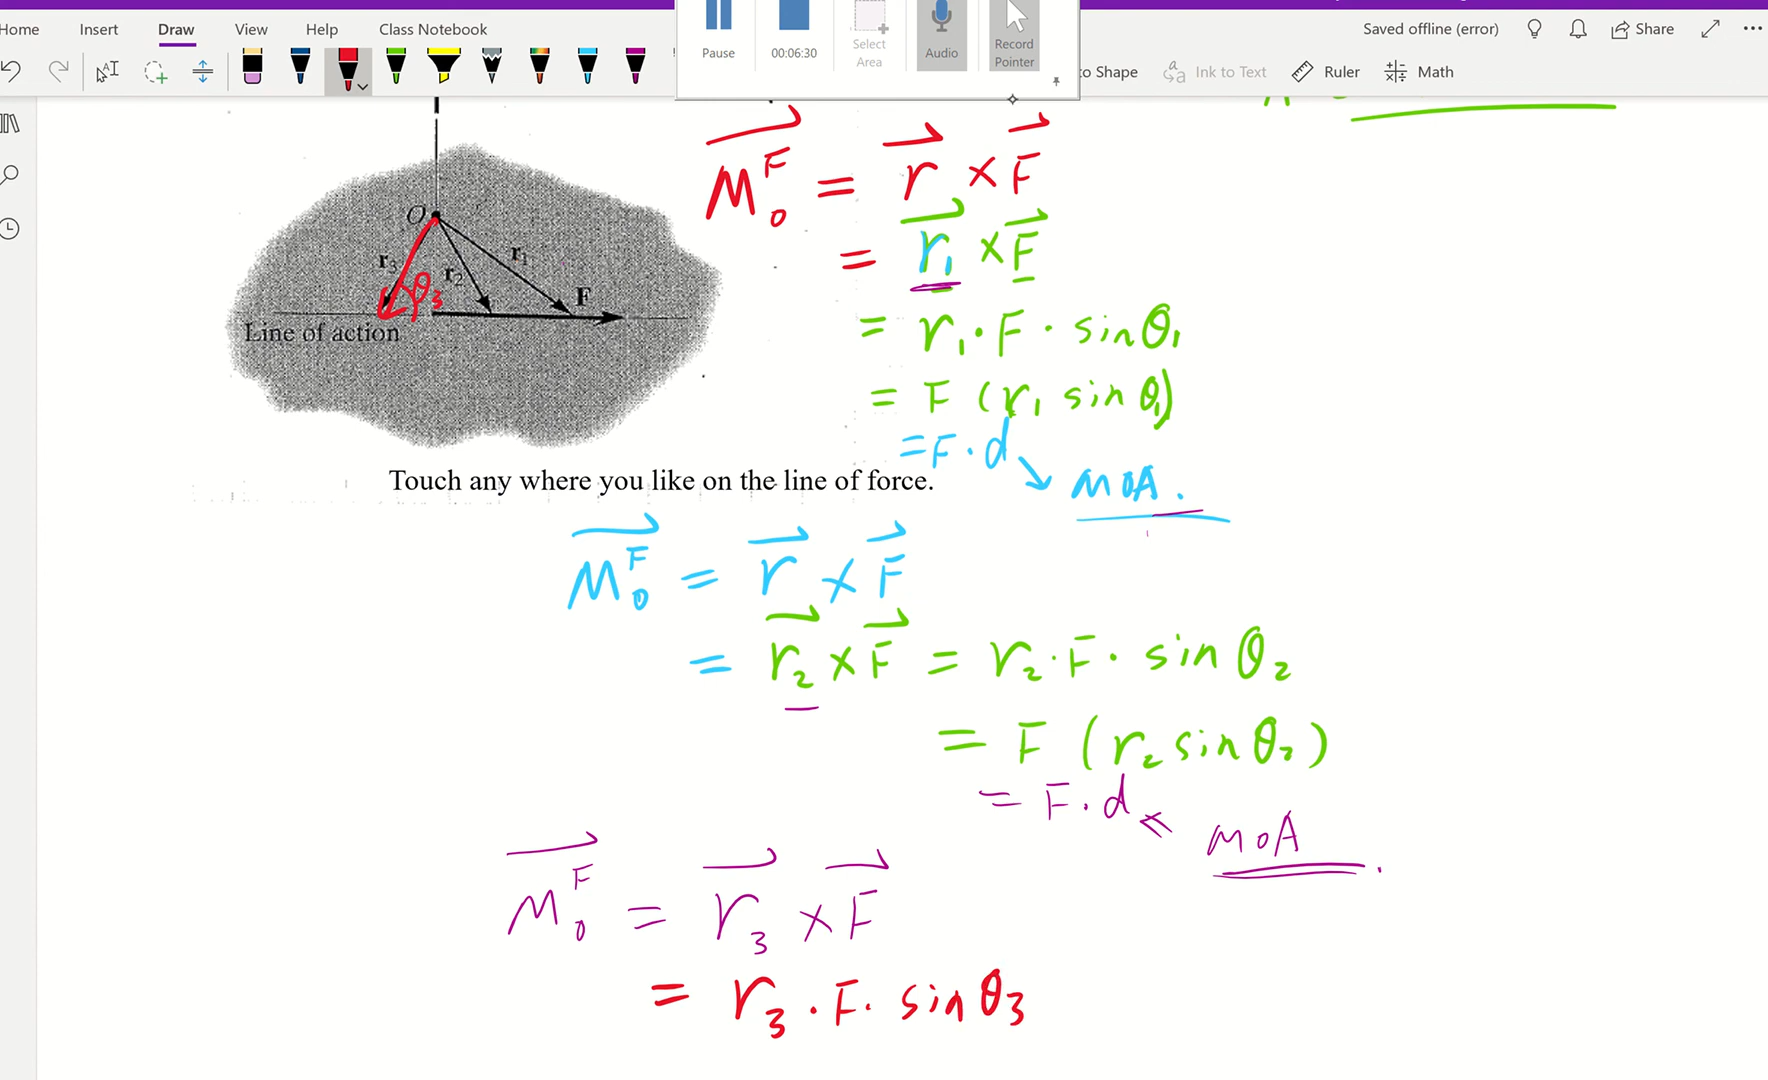 Home Insert Draw View Help Class Notebook
Pause 00:06:30 Select Area Audio Record Pointer
Saved offline (error) Share
to Shape Ink to Text Ruler Math
O
r₃ r₂ r₁ F
θ₃
Line of action
M₀^F = r × F
= r₁ × F
= r₁ · F · sinθ₁
= F (r₁ sin θ₁)
= F · d
MOA.
Touch any where you like on the line of force.
M₀^F = r × F
= r₂ × F = r₂ · F · sin θ₂
= F (r₂ sin θ₂)
= F · d
MOA.
M₀^F = r₃ × F
= r₃ · F · sin θ₃